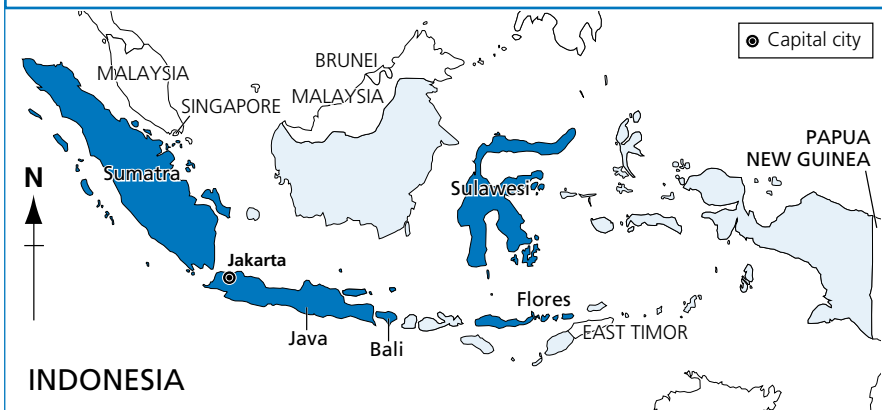 Capital city
BRUNEI
MALAYSIA
MALAYSIA
SINGAPORE
PAPUA
NEW GUINEA
N
Sumatra
Sulawesi
Jakarta
Flores
EAST TIMOR
Java
Bali
INDONESIA